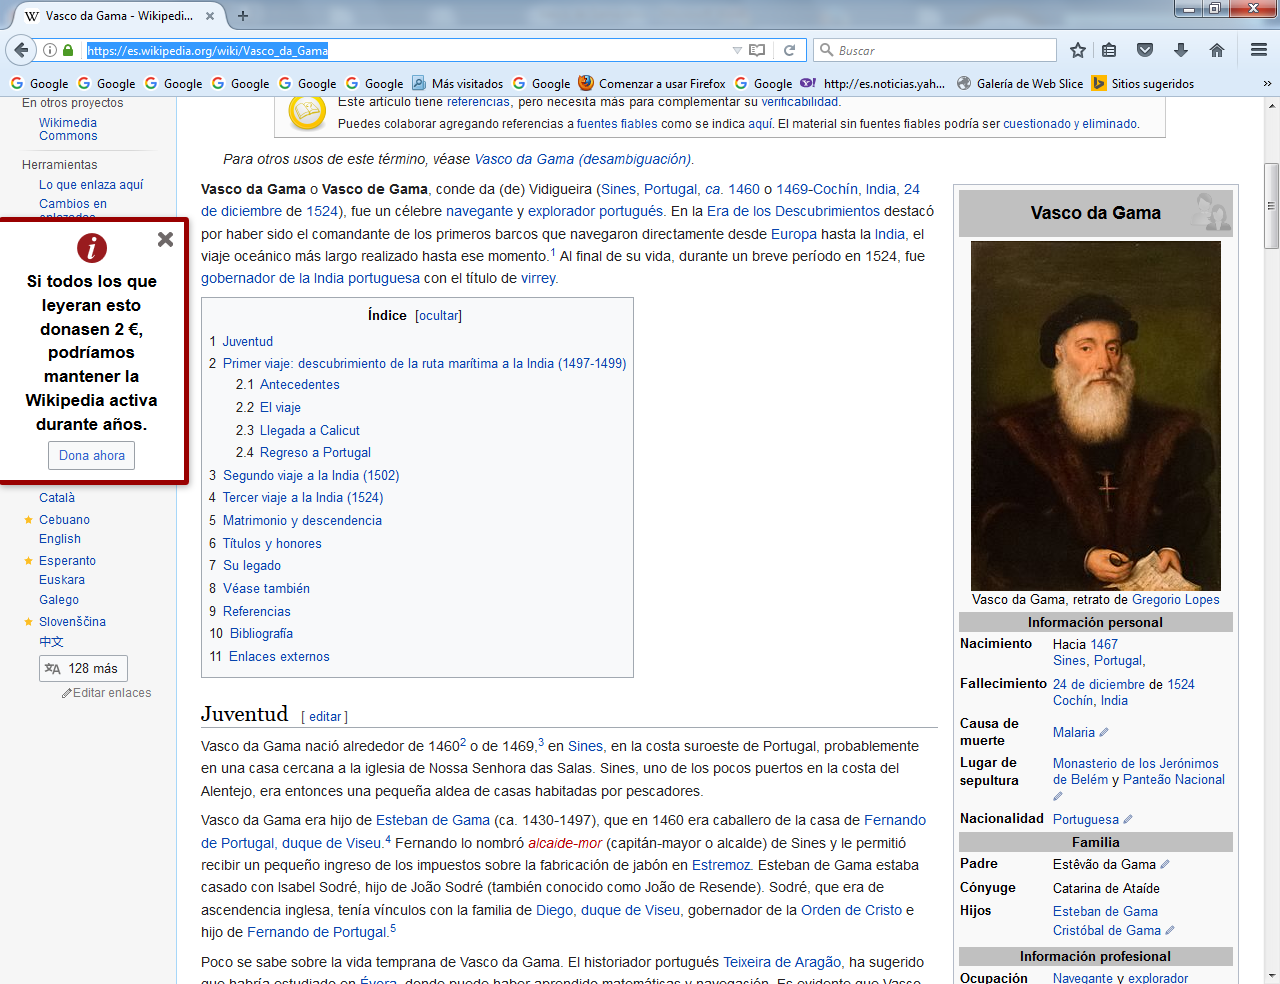 Vasco da Gama - Wikipedi...
https://es.wikipedia.org/wiki/Vasco_da_Gama
Buscar
Google Google Google Google Google Google Más visitados Google Comenzar a usar Firefox Google http://es.noticias.yah... Galería de Web Slice Sitios sugeridos
En otros proyectos
Wikimedia
Commons
Herramientas
Lo que enlaza aquí
Cambios en
enlazadas
Si todos los que
leyeran esto
donasen 2 €,
podríamos
mantener la
Wikipedia activa
durante años.
Dona ahora
Català
Cebuano
English
Esperanto
Euskara
Galego
Slovenščina
中文
128 más
Editar enlaces
Este artículo tiene referencias, pero necesita más para complementar su verificabilidad.
Puedes colaborar agregando referencias a fuentes fiables como se indica aquí. El material sin fuentes fiables podría ser cuestionado y eliminado.
Para otros usos de este término, véase Vasco da Gama (desambiguación).
Vasco da Gama o Vasco de Gama, conde da (de) Vidigueira (Sines, Portugal, ca. 1460 o 1469-Cochín, India, 24
de diciembre de 1524), fue un célebre navegante y explorador portugués. En la Era de los Descubrimientos destacó
por haber sido el comandante de los primeros barcos que navegaron directamente desde Europa hasta la India, el
viaje oceánico más largo realizado hasta ese momento.1 Al final de su vida, durante un breve período en 1524, fue
gobernador de la India portuguesa con el título de virrey.
Índice [ocultar]
1 Juventud
2 Primer viaje: descubrimiento de la ruta marítima a la India (1497-1499)
2.1 Antecedentes
2.2 El viaje
2.3 Llegada a Calicut
2.4 Regreso a Portugal
3 Segundo viaje a la India (1502)
4 Tercer viaje a la India (1524)
5 Matrimonio y descendencia
6 Títulos y honores
7 Su legado
8 Véase también
9 Referencias
10 Bibliografía
11 Enlaces externos
Juventud [ editar ]
Vasco da Gama nació alrededor de 14602 o de 1469,3 en Sines, en la costa suroeste de Portugal, probablemente
en una casa cercana a la iglesia de Nossa Senhora das Salas. Sines, uno de los pocos puertos en la costa del
Alentejo, era entonces una pequeña aldea de casas habitadas por pescadores.
Vasco da Gama era hijo de Esteban de Gama (ca. 1430-1497), que en 1460 era caballero de la casa de Fernando
de Portugal, duque de Viseu.4 Fernando lo nombró alcaide-mor (capitán-mayor o alcalde) de Sines y le permitió
recibir un pequeño ingreso de los impuestos sobre la fabricación de jabón en Estremoz. Esteban de Gama estaba
casado con Isabel Sodré, hijo de João Sodré (también conocido como João de Resende). Sodré, que era de
ascendencia inglesa, tenía vínculos con la familia de Diego, duque de Viseu, gobernador de la Orden de Cristo e
hijo de Fernando de Portugal.5
Poco se sabe sobre la vida temprana de Vasco da Gama. El historiador portugués Teixeira de Aragão, ha sugerido
que habría estudiado en Évora, donde puede haber aprendido matemáticas y navegación. Es evidente que Vasco
Vasco da Gama
Vasco da Gama, retrato de Gregorio Lopes
Información personal
Nacimiento Hacia 1467
Sines, Portugal,
Fallecimiento 24 de diciembre de 1524
Cochín, India
Causa de
muerte Malaria
Lugar de
sepultura Monasterio de los Jerónimos
de Belém y Panteão Nacional
Nacionalidad Portuguesa
Familia
Padre Estêvão da Gama
Cónyuge Catarina de Ataíde
Hijos Esteban de Gama
Cristóbal de Gama
Información profesional
Ocupación Navegante y explorador